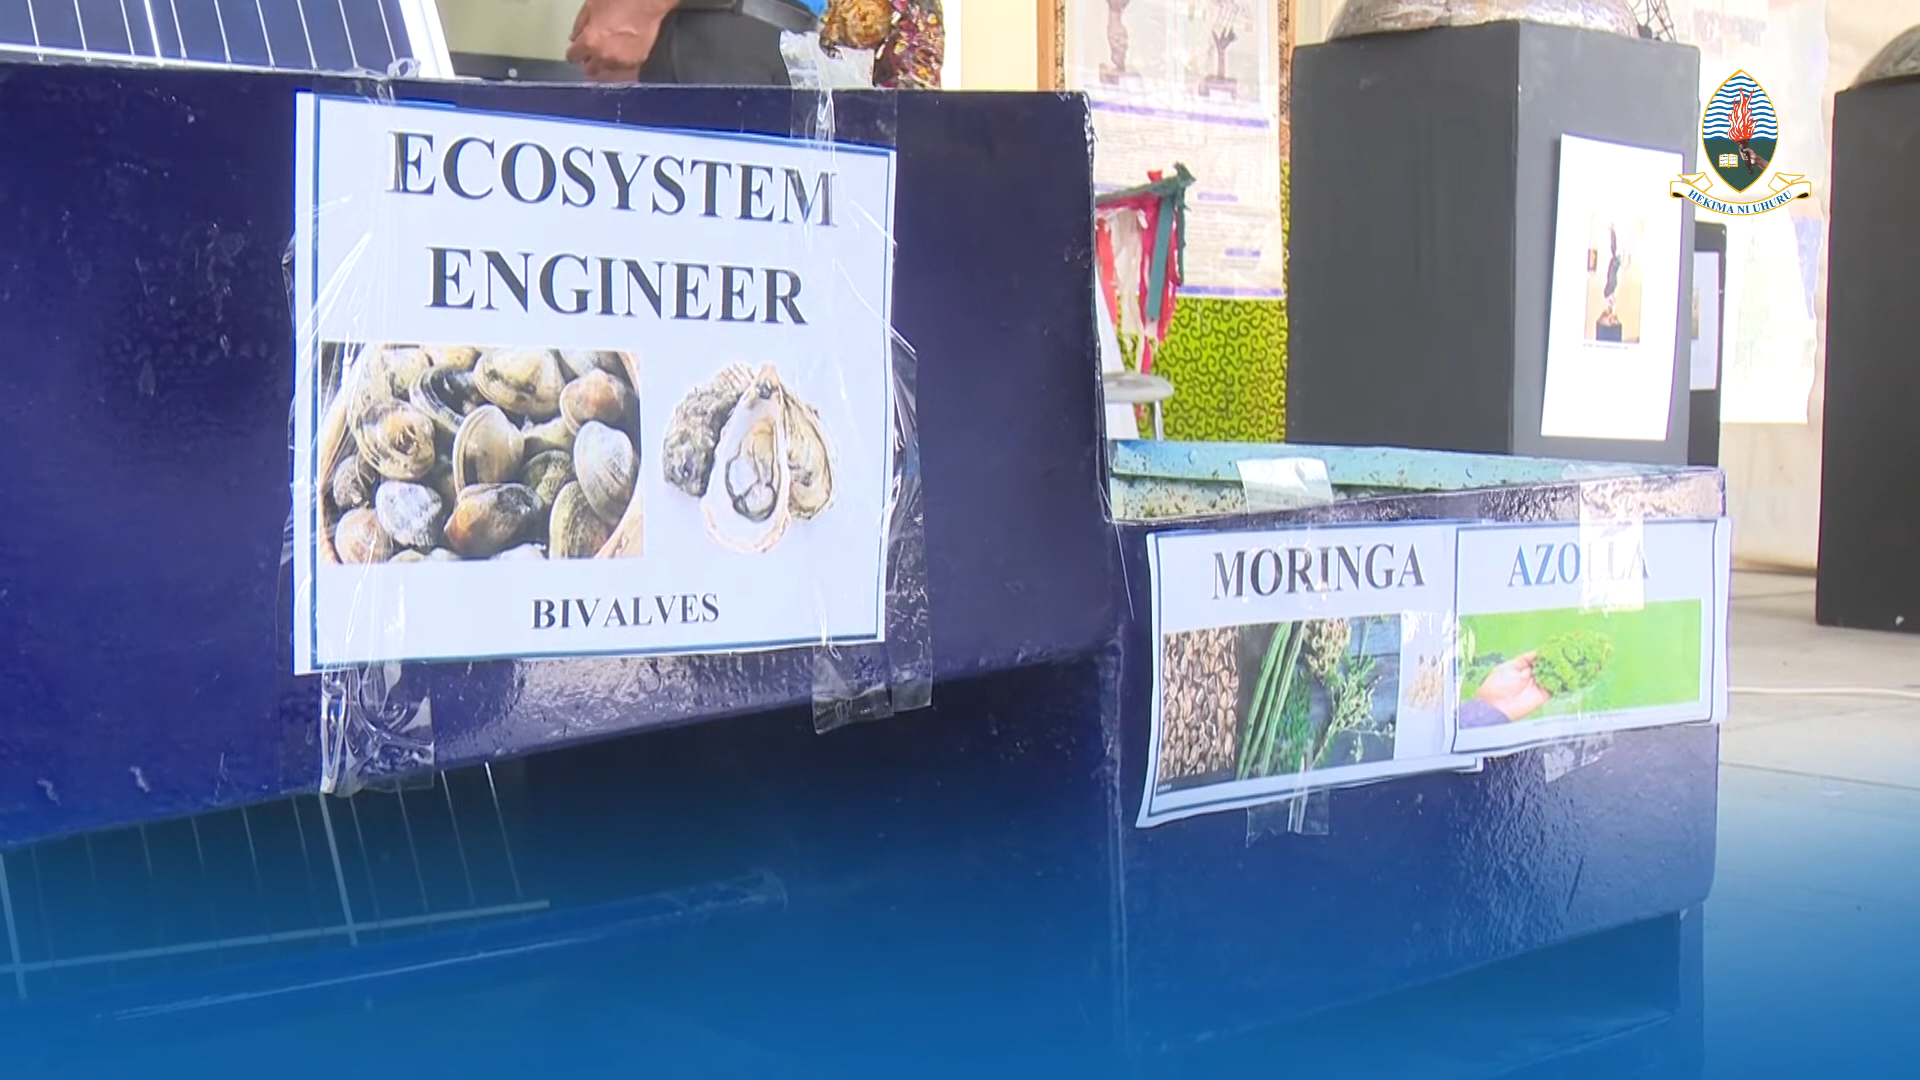 ECOSYSTEM
ENGINEER
BIVALVES
MORINGA
AZOLLA
HEKIMA NI UHURU